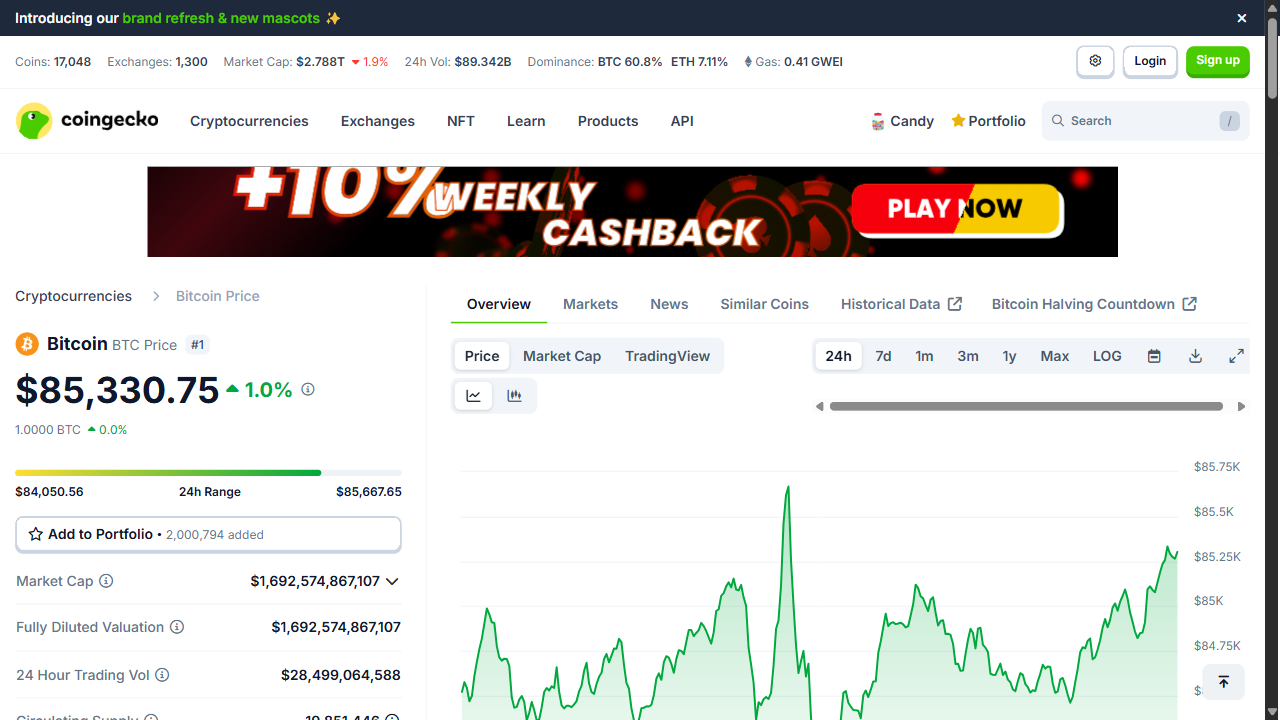 Introducing our brand refresh & new mascots ✨
Coins: 17,048 Exchanges: 1,300 Market Cap: $2.788T 1.9% 24h Vol: $89.342B Dominance: BTC 60.8% ETH 7.11% Gas: 0.41 GWEI Login Sign up
coingecko Cryptocurrencies Exchanges NFT Learn Products API Candy Portfolio Search /
+10% WEEKLY
CASHBACK
PLAY NOW
Cryptocurrencies Bitcoin Price
Bitcoin BTC Price #1
$85,330.75 1.0%
1.0000 BTC 0.0%
$84,050.56 24h Range $85,667.65
Add to Portfolio • 2,000,794 added
Market Cap $1,692,574,867,107
Fully Diluted Valuation $1,692,574,867,107
24 Hour Trading Vol $28,499,064,588
Circulating Supply 19,851,446
Overview Markets News Similar Coins Historical Data Bitcoin Halving Countdown
Price Market Cap TradingView 24h 7d 1m 3m 1y Max LOG
$85.75K
$85.5K
$85.25K
$85K
$84.75K